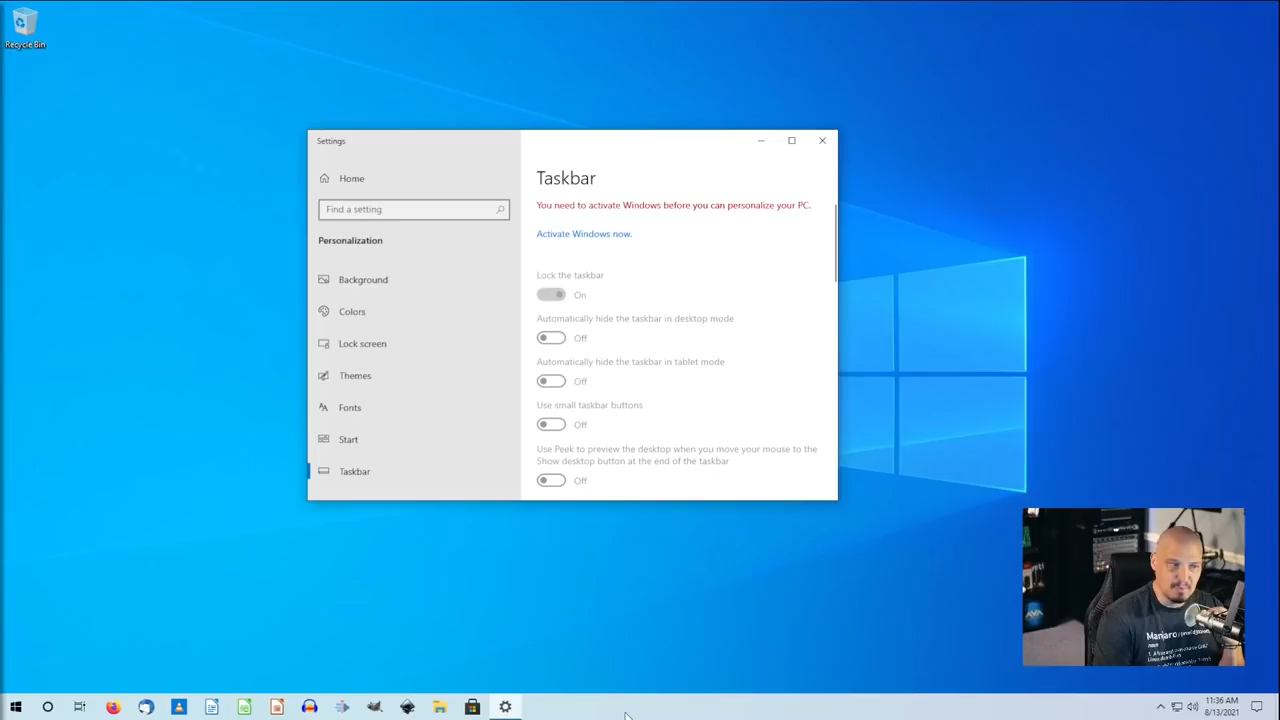 Recycle Bin
Settings
Home
Find a setting
Personalization
Background
Colors
Lock screen
Themes
Fonts
Start
Taskbar
Taskbar
You need to activate Windows before you can personalize your PC.
Activate Windows now.
Lock the taskbar
On
Automatically hide the taskbar in desktop mode
Off
Automatically hide the taskbar in tablet mode
Off
Use small taskbar buttons
Off
Use Peek to preview the desktop when you move your mouse to the
Show desktop button at the end of the taskbar
Off
Manjaro
noun
11:36 AM
8/13/2021